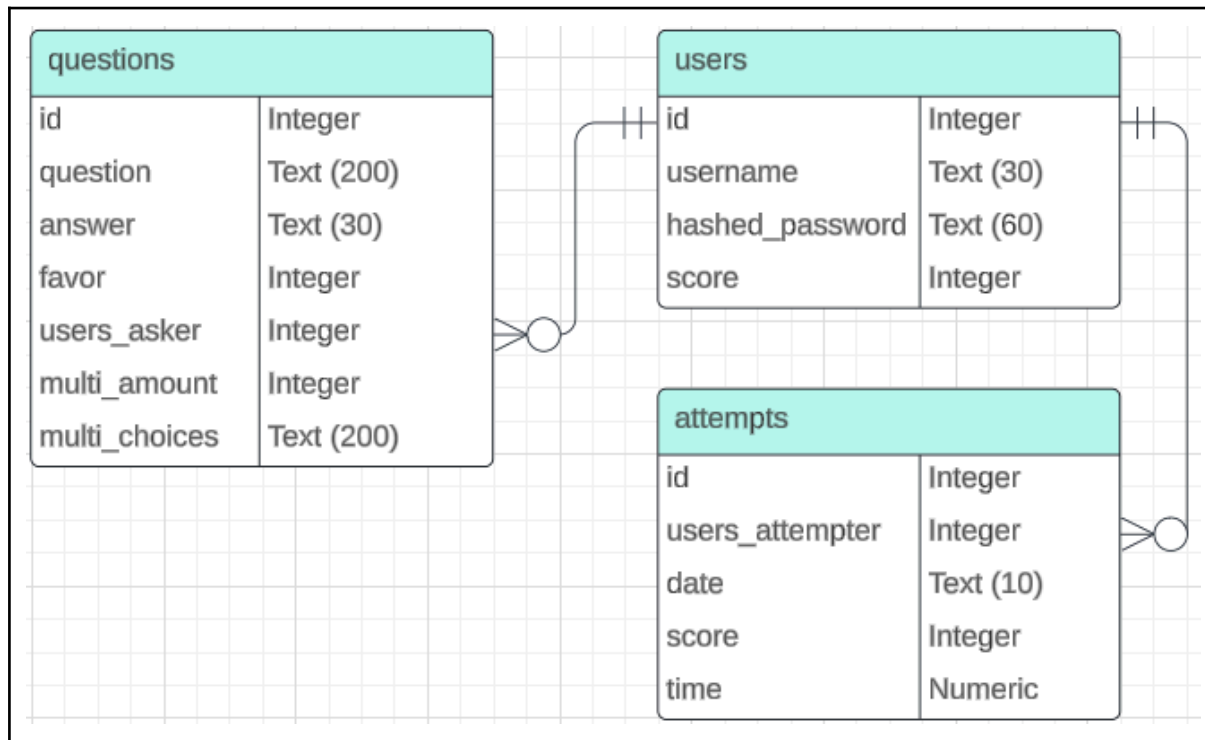 questions
id Integer
question Text (200)
answer Text (30)
favor Integer
users_asker Integer
multi_amount Integer
multi_choices Text (200)
users
id Integer
username Text (30)
hashed_password Text (60)
score Integer
attempts
id Integer
users_attempter Integer
date Text (10)
score Integer
time Numeric